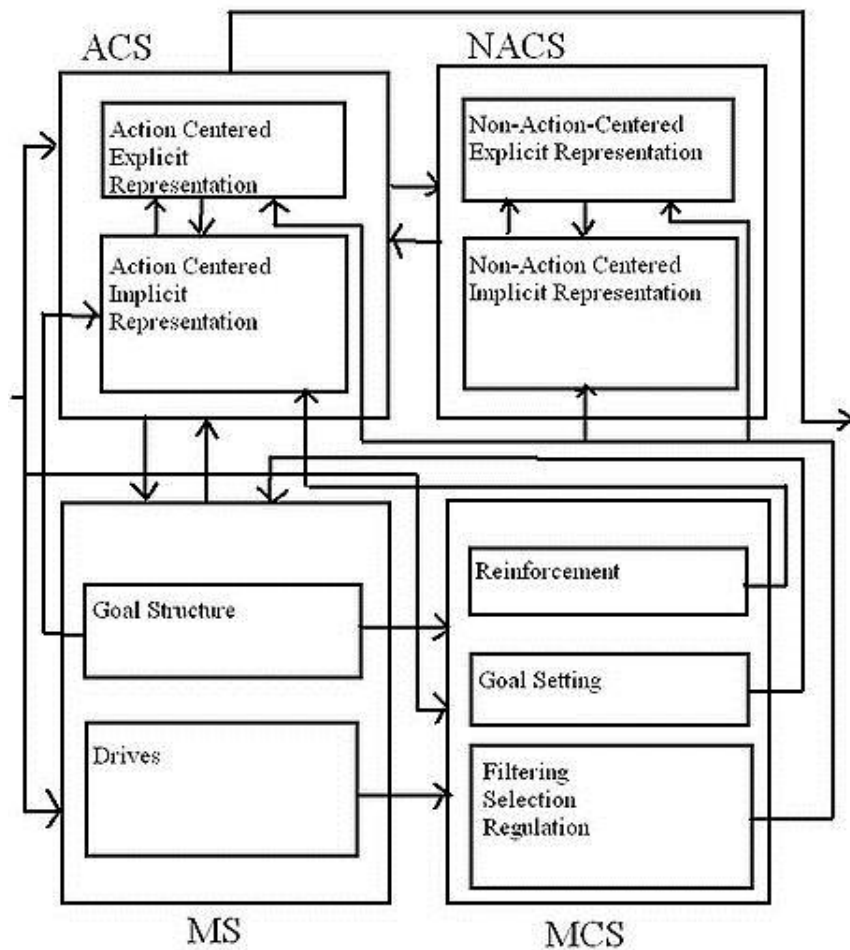 ACS
Action Centered
Explicit
Representation
Action Centered
Implicit
Representation
NACS
Non-Action-Centered
Explicit Representation
Non-Action Centered
Implicit Representation
Goal Structure
Drives
MS
Reinforcement
Goal Setting
Filtering
Selection
Regulation
MCS